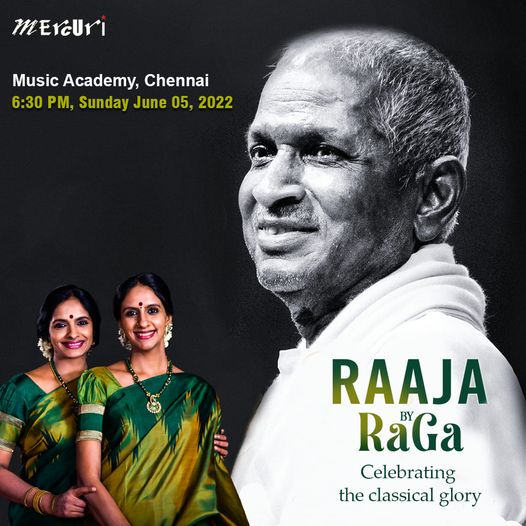 MERCURI
Music Academy, Chennai
6:30 PM, Sunday June 05, 2022
RAAJA
BY
RaGa
Celebrating
the classical glory